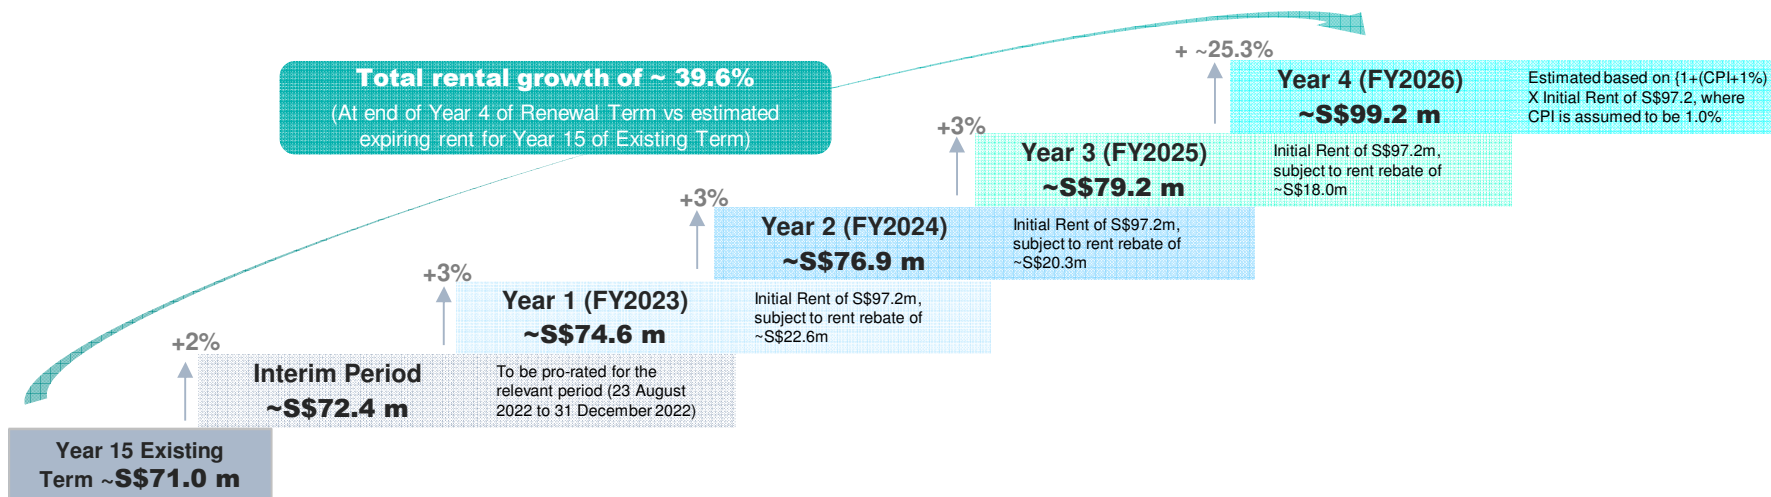 Total rental growth of ~ 39.6%
(At end of Year 4 of Renewal Term vs estimated
expiring rent for Year 15 of Existing Term)
+ ~25.3%
Year 4 (FY2026)
~S$99.2 m
Estimated based on {1+(CPI+1%)
X Initial Rent of S$97.2, where
CPI is assumed to be 1.0%
+3%
Year 3 (FY2025)
~S$79.2 m
Initial Rent of S$97.2m,
subject to rent rebate of
~S$18.0m
+3%
Year 2 (FY2024)
~S$76.9 m
Initial Rent of S$97.2m,
subject to rent rebate of
~S$20.3m
+3%
Year 1 (FY2023)
~S$74.6 m
Initial Rent of S$97.2m,
subject to rent rebate of
~S$22.6m
+2%
Interim Period
~S$72.4 m
To be pro-rated for the
relevant period (23 August
2022 to 31 December 2022)
Year 15 Existing
Term ~S$71.0 m